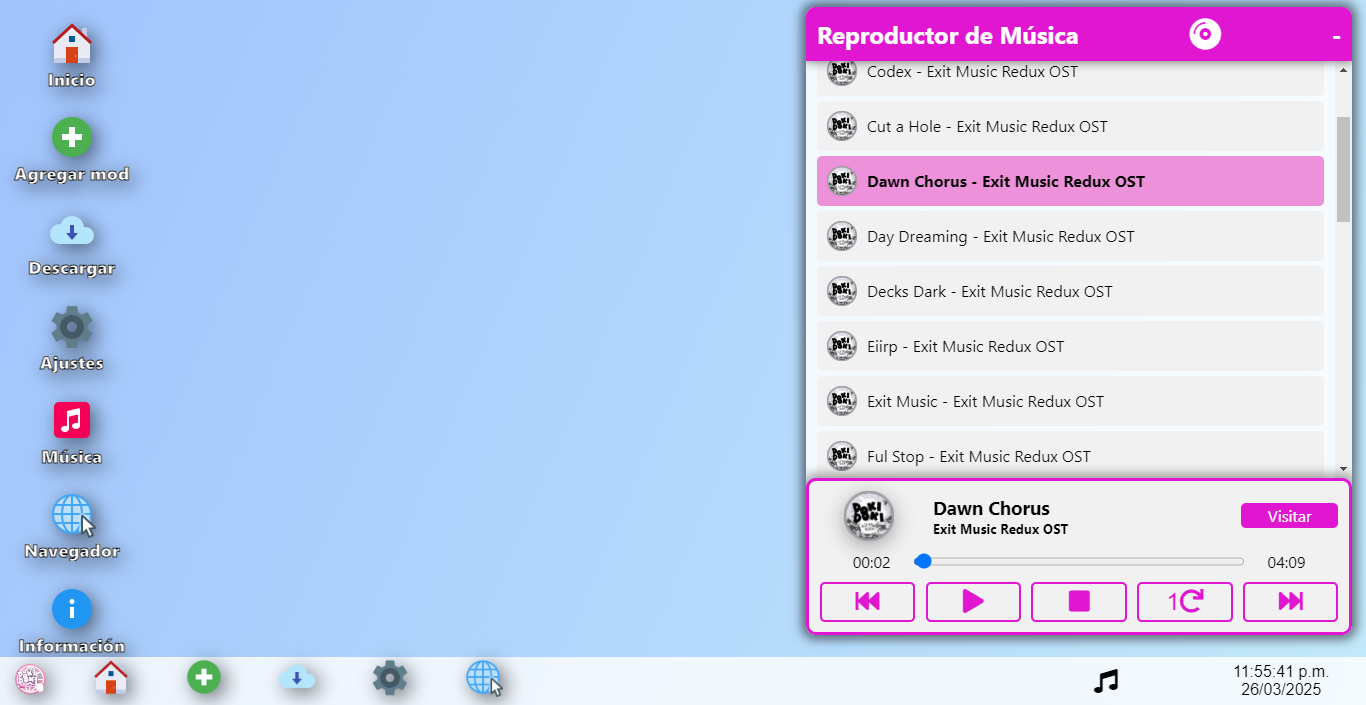 Inicio
Agregar mod
Descargar
Ajustes
Música
Navegador
Información
Reproductor de Música
-
Codex - Exit Music Redux OST
Cut a Hole - Exit Music Redux OST
Dawn Chorus - Exit Music Redux OST
Day Dreaming - Exit Music Redux OST
Decks Dark - Exit Music Redux OST
Eiirp - Exit Music Redux OST
Exit Music - Exit Music Redux OST
Ful Stop - Exit Music Redux OST
DOKI DOKI
Dawn Chorus
Exit Music Redux OST
Visitar
00:02
04:09
1
11:55:41 p.m.
26/03/2025